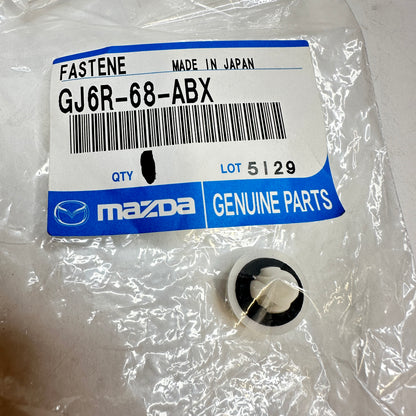 FASTENE MADE IN JAPAN
GJ6R-68-ABX
QTY LOT 5129
mazda GENUINE PARTS